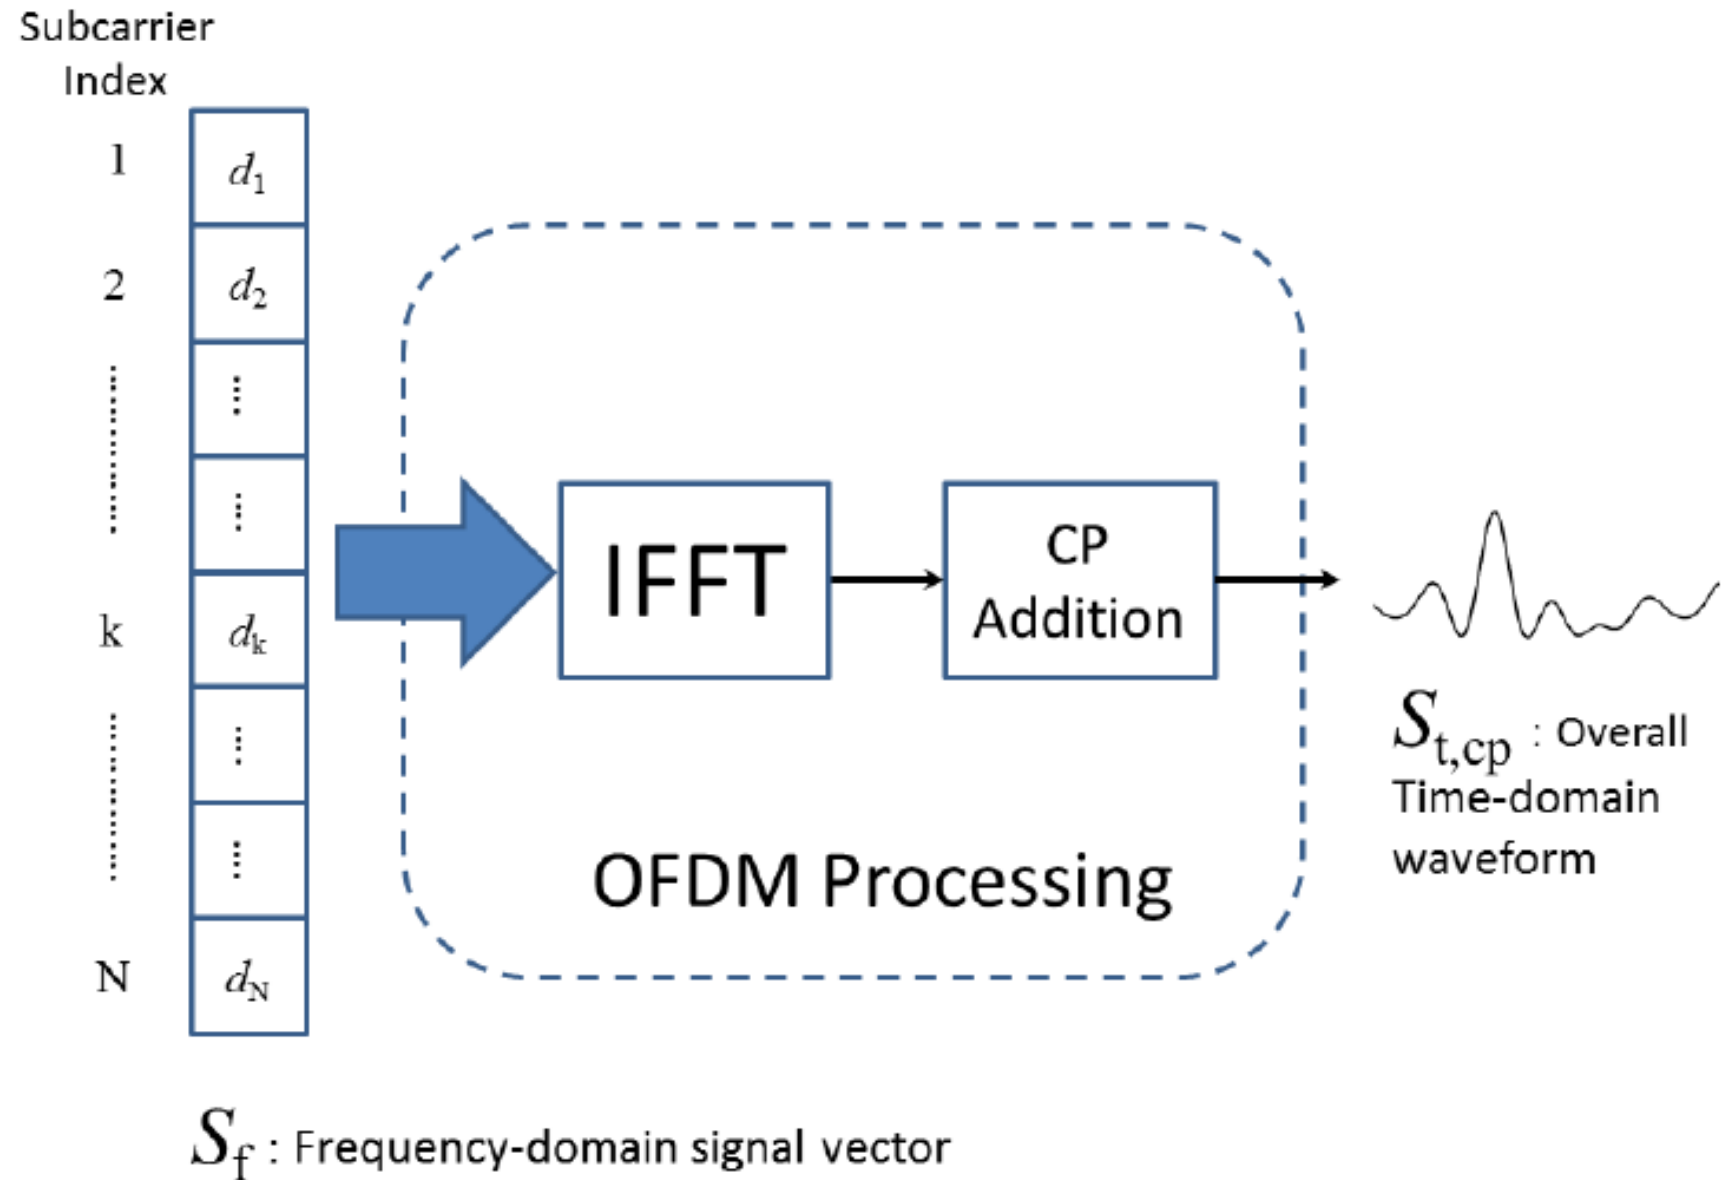 Subcarrier
Index
1
d1
2
d2
k
dk
N
dN
IFFT
CP
Addition
OFDM Processing
St,cp : Overall
Time-domain
waveform
Sf : Frequency-domain signal vector